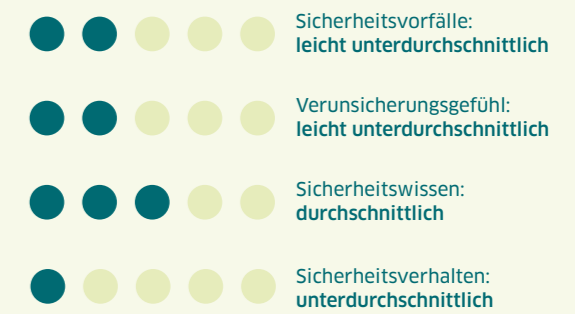 Sicherheitsvorfälle:
leicht unterdurchschnittlich
Verunsicherungsgefühl:
leicht unterdurchschnittlich
Sicherheitswissen:
durchschnittlich
Sicherheitsverhalten:
unterdurchschnittlich